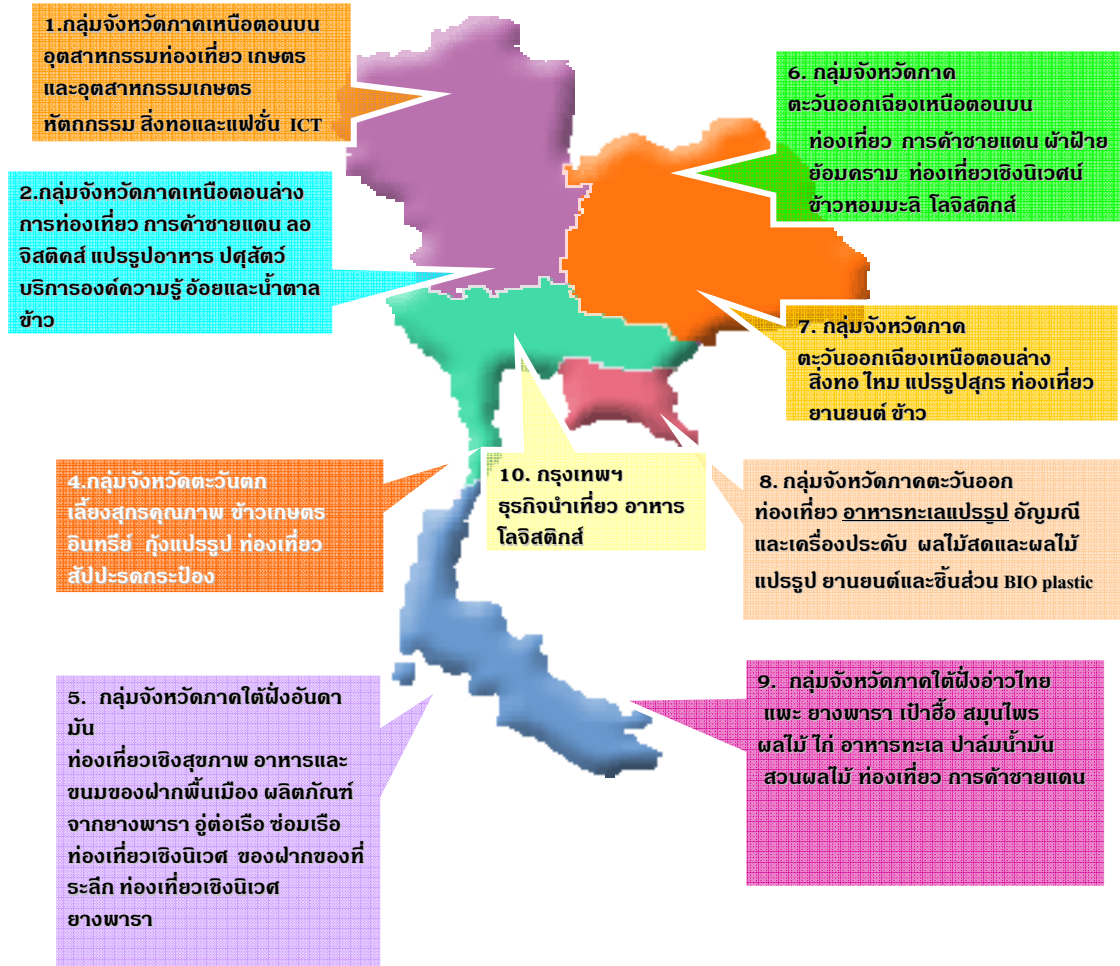 1.กลุ่มจังหวัดภาคเหนือตอนบน
อุตสาหกรรมท่องเที่ยว เกษตร
และอุตสาหกรรมเกษตร
หัตถกรรม สิ่งทอและแฟชั่น ICT
2.กลุ่มจังหวัดภาคเหนือตอนล่าง
การท่องเที่ยว การค้าชายแดน ลอ
จิสติคส์ แปรรูปอาหาร ปศุสัตว์
บริการองค์ความรู้ อ้อยและน้ำตาล
ข้าว
6. กลุ่มจังหวัดภาค
ตะวันออกเฉียงเหนือตอนบน
ท่องเที่ยว การค้าชายแดน ผ้าฝ้าย
ย้อมคราม ท่องเที่ยวเชิงนิเวศน์
ข้าวหอมมะลิ โลจิสติกส์
7. กลุ่มจังหวัดภาค
ตะวันออกเฉียงเหนือตอนล่าง
สิ่งทอ ไหม แปรรูปสุกร ท่องเที่ยว
ยานยนต์ ข้าว
4.กลุ่มจังหวัดตะวันตก
เลี้ยงสุกรคุณภาพ ข้าวเกษตร
อินทรีย์ กุ้งแปรรูป ท่องเที่ยว
สัปปะรดกระป๋อง
10. กรุงเทพฯ
ธุรกิจนำเที่ยว อาหาร
โลจิสติกส์
8. กลุ่มจังหวัดภาคตะวันออก
ท่องเที่ยว อาหารทะเลแปรรูป อัญมณี
และเครื่องประดับ ผลไม้สดและผลไม้
แปรรูป ยานยนต์และชิ้นส่วน BIO plastic
5. กลุ่มจังหวัดภาคใต้ฝั่งอันดา
มัน
ท่องเที่ยวเชิงสุขภาพ อาหารและ
ขนมของฝากพื้นเมือง ผลิตภัณฑ์
จากยางพารา อู่ต่อเรือ ซ่อมเรือ
ท่องเที่ยวเชิงนิเวศ ของฝากของที่
ระลึก ท่องเที่ยวเชิงนิเวศ
ยางพารา
9. กลุ่มจังหวัดภาคใต้ฝั่งอ่าวไทย
แพะ ยางพารา เป๋าฮื้อ สมุนไพร
ผลไม้ ไก่ อาหารทะเล ปาล์มน้ำมัน
สวนผลไม้ ท่องเที่ยว การค้าชายแดน